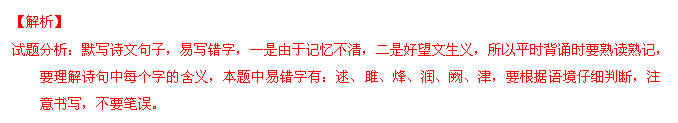 【解析】
试题分析：默写诗文句子，易写错字，一是由于记忆不清，二是好望文生义，所以平时背诵时要熟读熟记，
要理解诗句中每个字的含义，本题中易错字有：逑、雎、烽、润、阙、津，要根据语境仔细判断，注
意书写，不要笔误。